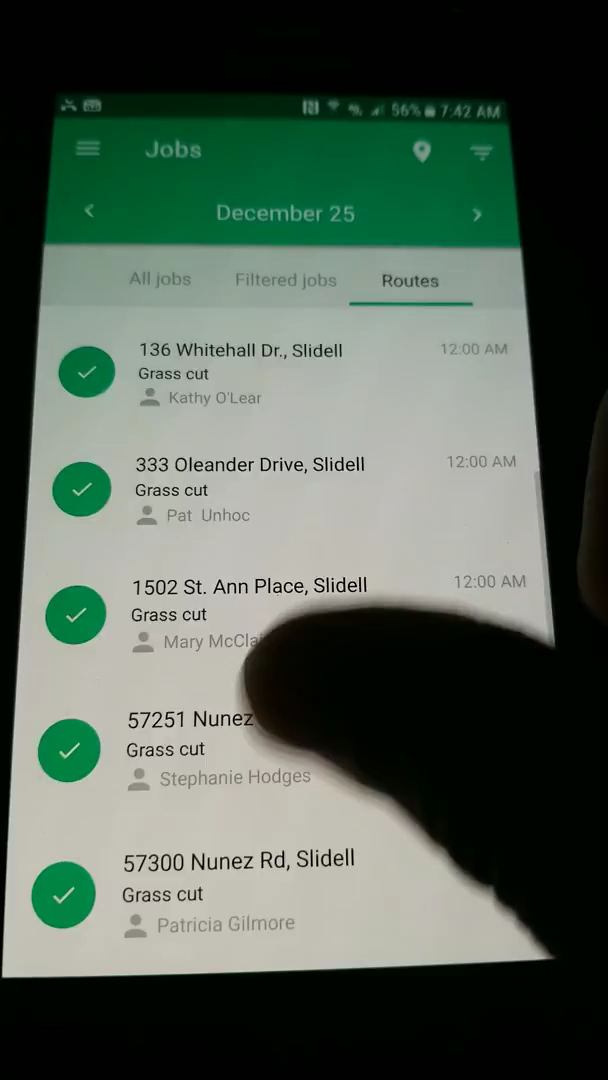 56% 7:42 AM
Jobs
December 25
All jobs Filtered jobs Routes
136 Whitehall Dr., Slidell 12:00 AM
Grass cut
Kathy O'Lear
333 Oleander Drive, Slidell 12:00 AM
Grass cut
Pat Unhoc
1502 St. Ann Place, Slidell 12:00 AM
Grass cut
Mary McClai
57251 Nunez
Grass cut
Stephanie Hodges
57300 Nunez Rd, Slidell
Grass cut
Patricia Gilmore